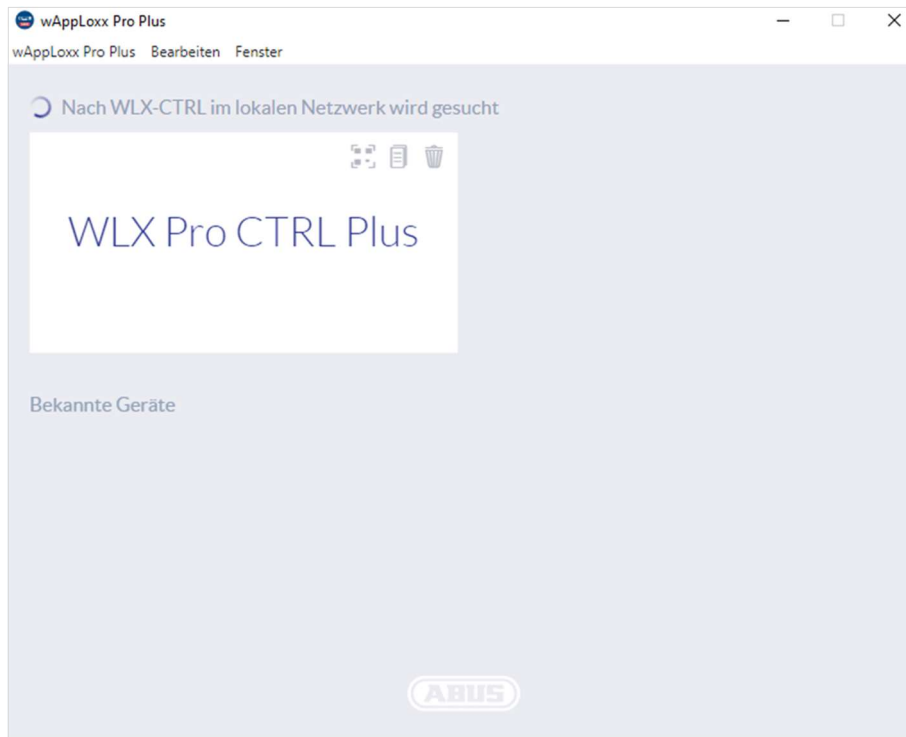 wAppLoxx Pro Plus
wAppLoxx Pro Plus Bearbeiten Fenster
Nach WLX-CTRL im lokalen Netzwerk wird gesucht
WLX Pro CTRL Plus
Bekannte Geräte
ABUS